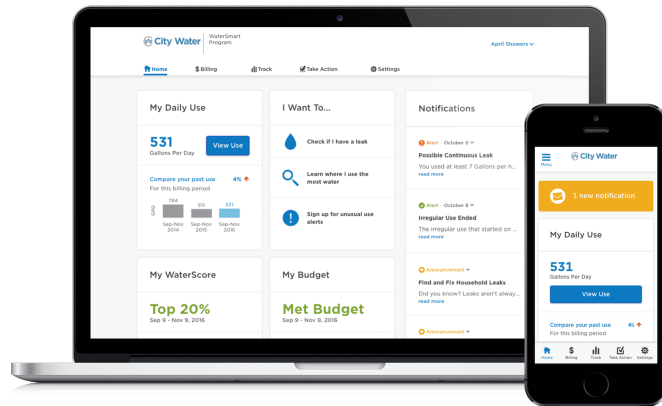 City Water
WaterSmart
Program
April Showers
Home
$ Billing
Track
Take Action
Settings
My Daily Use
531
Gallons Per Day
View Use
Compare your past use
4%
For this billing period
GPD
794
511
531
Sep-Nov
2014
Sep-Nov
2015
Sep-Nov
2016
I Want To...
Check if I have a leak
Learn where I use the
most water
Sign up for unusual use
alerts
Notifications
Alert · October 8
Possible Continuous Leak
You used at least 7 Gallons per h...
read more
Alert · October 8
Irregular Use Ended
The irregular use that started on ...
read more
Announcement
Find and Fix Household Leaks
Did you know? Leaks aren't alway...
read more
Announcement
My WaterScore
Top 20%
Sep 9 - Nov 9, 2016
My Budget
Met Budget
Sep 9 - Nov 9, 2016
Menu
City Water
1 new notification
My Daily Use
531
Gallons Per Day
View Use
Compare your past use
4%
For this billing period
Home
$
Billing
Track
Take Action
Settings